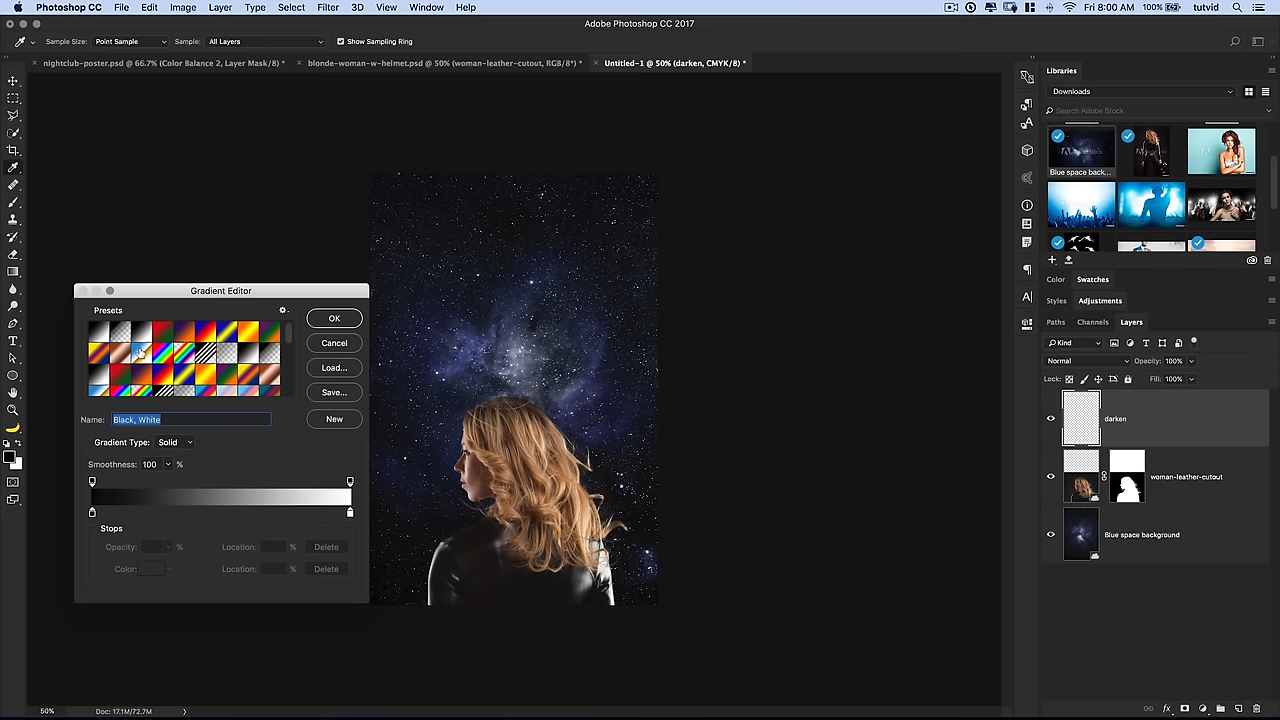 Photoshop CC File Edit Image Layer Type Select Filter 3D View Window Help 100% Fri 8:00 AM tutvid
Adobe Photoshop CC 2017
Sample Size: Point Sample Sample: All Layers Show Sampling Ring
nightclub-poster.psd @ 66.7% (Color Balance 2, Layer Mask/8) * blonde-woman-w-helmet.psd @ 50% (woman-leather-cutout, RGB/8*) * Untitled-1 @ 50% (darken, CMYK/8) *
Libraries
Downloads
Search Adobe Stock
Blue space back...
Color Swatches
Styles Adjustments
Paths Channels Layers
Kind
Normal Opacity: 100%
Lock: Fill: 100%
darken
woman-leather-cutout
Blue space background
Gradient Editor
Presets
OK
Cancel
Load...
Save...
Name: Black, White New
Gradient Type: Solid
Smoothness: 100 %
Stops
Opacity: % Location: % Delete
Color: Location: % Delete
50% Doc: 17.1M/72.7M